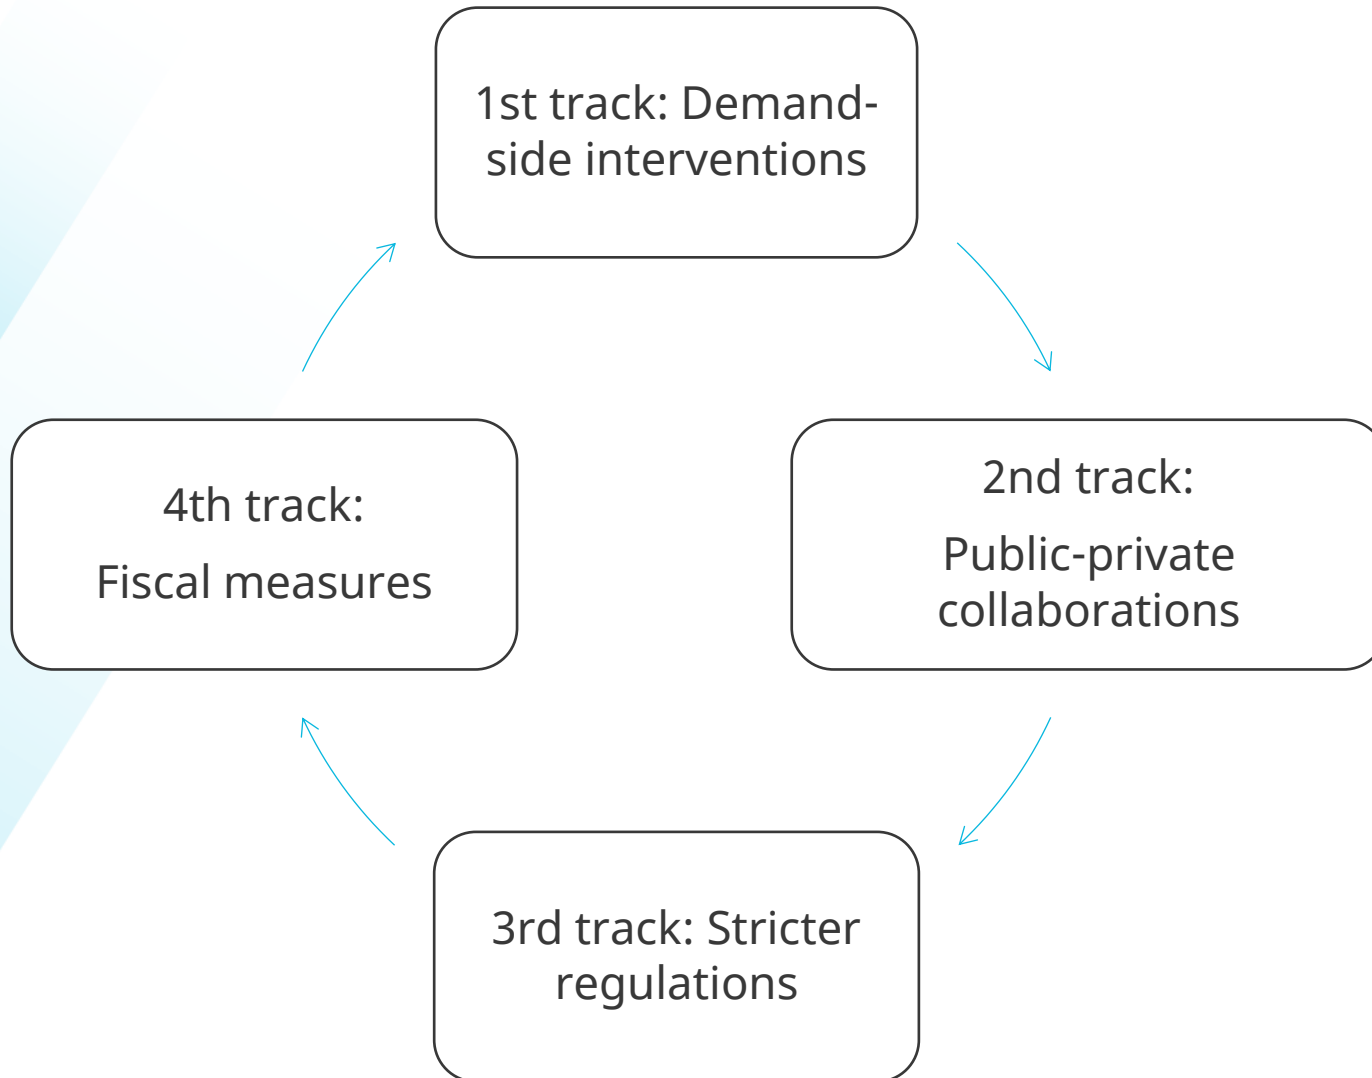 1st track: Demand-
side interventions
2nd track:
Public-private
collaborations
3rd track: Stricter
regulations
4th track:
Fiscal measures